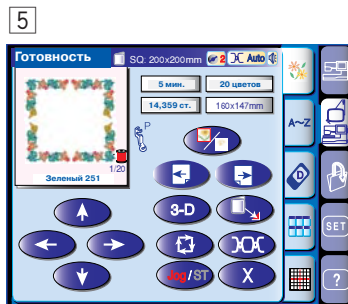 5
Готовность SQ: 200x200mm 2 Auto
5 мин. 20 цветов
14,359 ст. 160x147mm
P
1/20
Зеленый 251
A~Z
D
3-D
SET
Jog/ST X
?